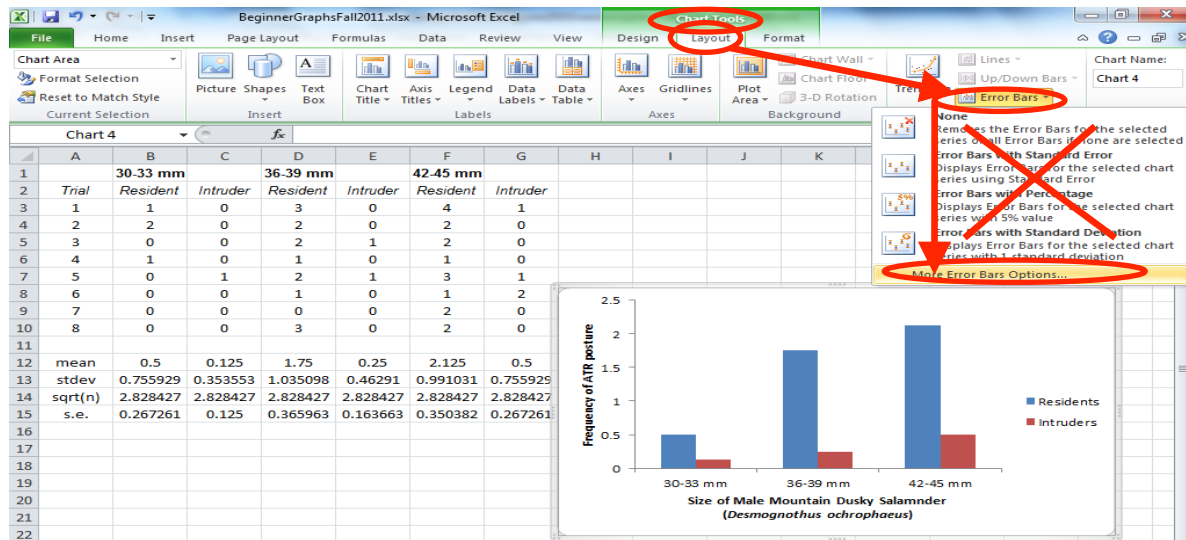 BeginnerGraphsFall2011.xlsx - Microsoft Excel
Chart Tools
File Home Insert Page Layout Formulas Data Review View Design Layout Format
Chart Area
Format Selection
Reset to Match Style
Current Selection
Picture Shapes Text Box
Insert
Chart Title Axis Titles Legend Data Labels Data Table
Labels
Axes Gridlines
Axes
Plot Area
Chart Wall
Chart Floor
3-D Rotation
Background
Lines
Up/Down Bars
Error Bars
Chart Name:
Chart 4
Chart 4 fx
None
Removes the Error Bars for the selected
series or all Error Bars if none are selected
Error Bars with Standard Error
Displays Error Bars for the selected chart
series using Standard Error
5%
Error Bars with Percentage
Displays Error Bars for the selected chart
series with 5% value
Error Bars with Standard Deviation
Displays Error Bars for the selected chart
series with 1 standard deviation
More Error Bars Options...
A B C D E F G H I J K
1 30-33 mm 36-39 mm 42-45 mm
2 Trial Resident Intruder Resident Intruder Resident Intruder
3 1 1 0 3 0 4 1
4 2 2 0 2 0 2 0
5 3 0 0 2 1 2 0
6 4 1 0 1 0 1 0
7 5 0 1 2 1 3 1
8 6 0 0 1 0 1 2
9 7 0 0 0 0 2 0
10 8 0 0 3 0 2 0
11
12 mean 0.5 0.125 1.75 0.25 2.125 0.5
13 stdev 0.755929 0.353553 1.035098 0.46291 0.991031 0.755929
14 sqrt(n) 2.828427 2.828427 2.828427 2.828427 2.828427 2.828427
15 s.e. 0.267261 0.125 0.365963 0.163663 0.350382 0.267261
16
17
18
19
20
21
22
Frequency of ATR posture
2.5
2
1.5
1
0.5
0
30-33 mm 36-39 mm 42-45 mm
Size of Male Mountain Dusky Salamnder
(Desmognothus ochrophaeus)
Residents
Intruders